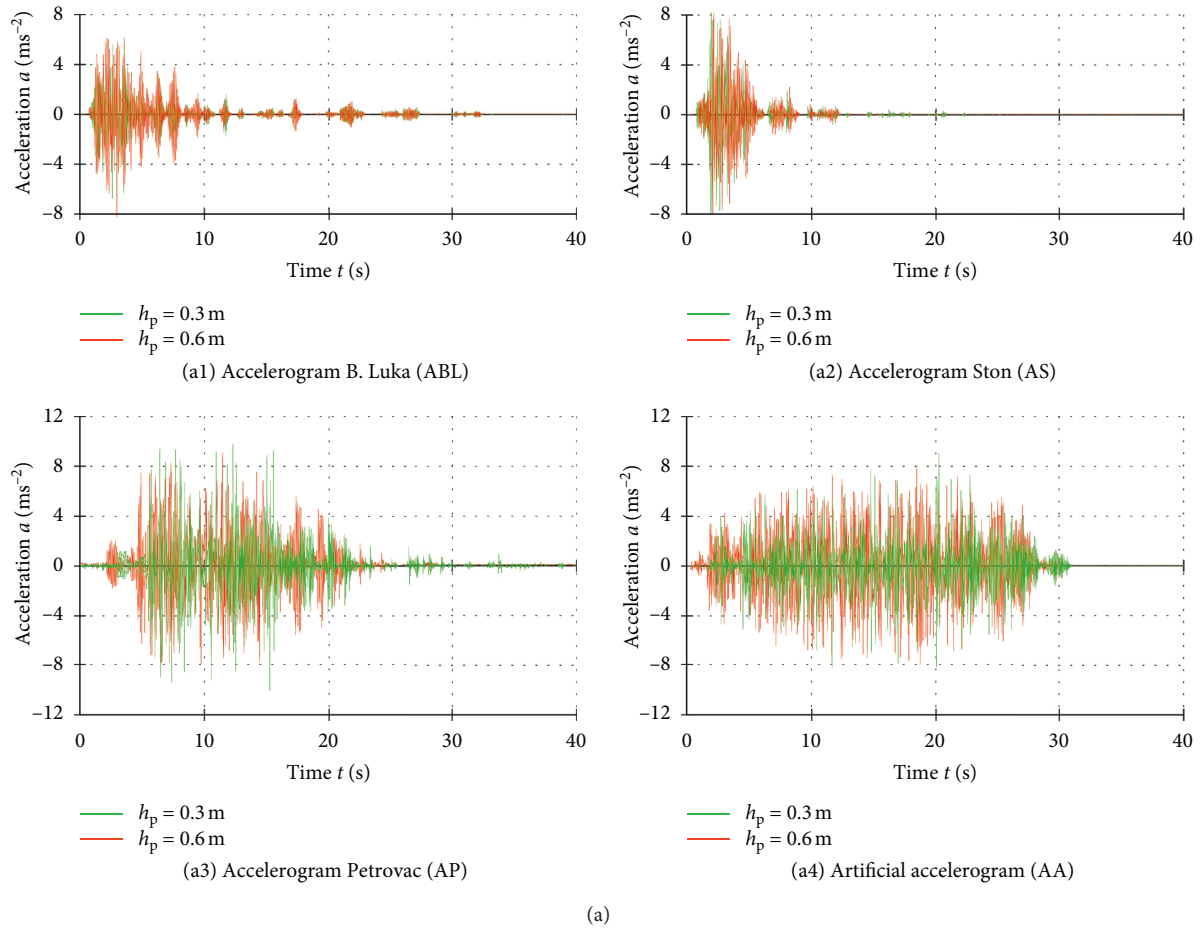 8
4
0
−4
−8
Acceleration a (ms−2)
0 10 20 30 40
Time t (s)
hp = 0.3 m
hp = 0.6 m
(a1) Accelerogram B. Luka (ABL)
8
4
0
−4
−8
Acceleration a (ms−2)
0 10 20 30 40
Time t (s)
hp = 0.3 m
hp = 0.6 m
(a2) Accelerogram Ston (AS)
12
8
4
0
−4
−8
−12
Acceleration a (ms−2)
0 10 20 30 40
Time t (s)
hp = 0.3 m
hp = 0.6 m
(a3) Accelerogram Petrovac (AP)
12
8
4
0
−4
−8
−12
Acceleration a (ms−2)
0 10 20 30 40
Time t (s)
hp = 0.3 m
hp = 0.6 m
(a4) Artificial accelerogram (AA)
(a)